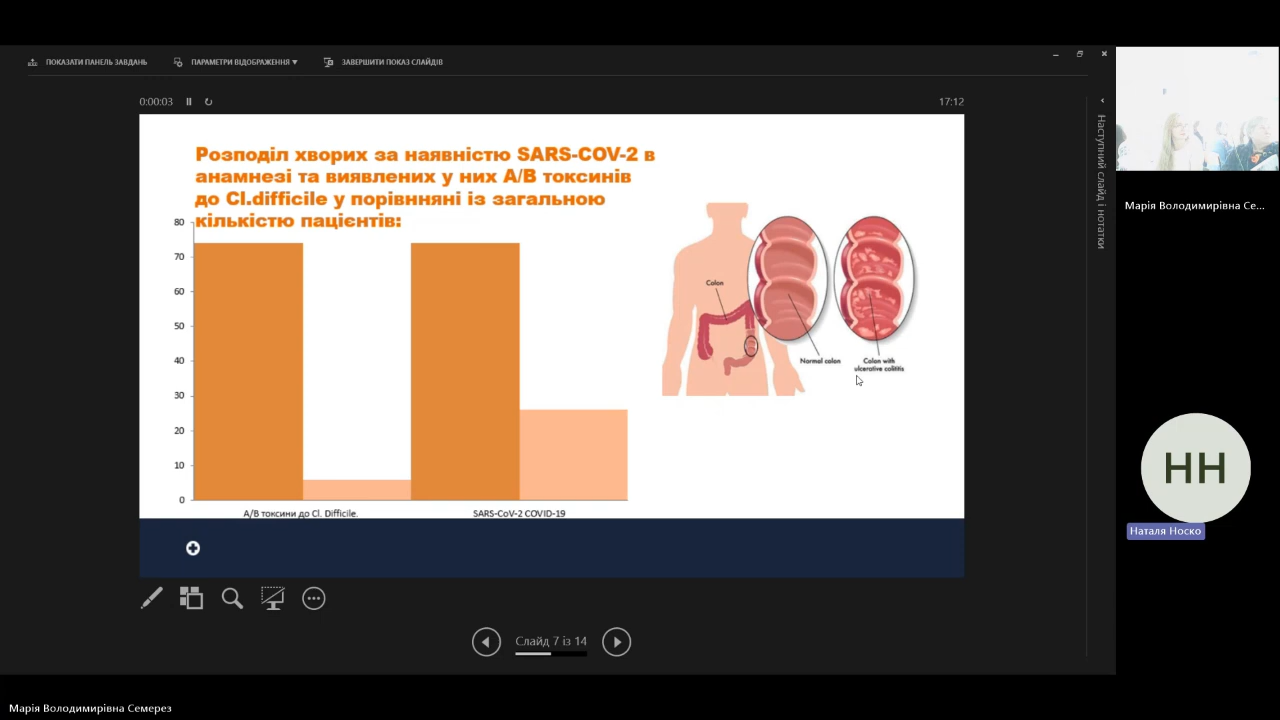 ПОКАЗАТИ ПАНЕЛЬ ЗАВДАНЬ
ПАРАМЕТРИ ВІДОБРАЖЕННЯ ▾
ЗАВЕРШИТИ ПОКАЗ СЛАЙДІВ
0:00:03
17:12
Розподіл хворих за наявністю SARS-COV-2 в
анамнезі та виявлених у них А/В токсинів
до Cl.difficile у порівнняні із загальною
кількістю пацієнтів:
80
70
60
50
40
30
20
10
0
А/В токсини до Cl. Difficile.
SARS-CoV-2 COVID-19
Colon
Normal colon
Colon with
ulcerative colititis
Наступний слайд і нотатки
Слайд 7 із 14
Марія Володимирівна Се...
НН
Наталя Носко
Марія Володимирівна Семерез